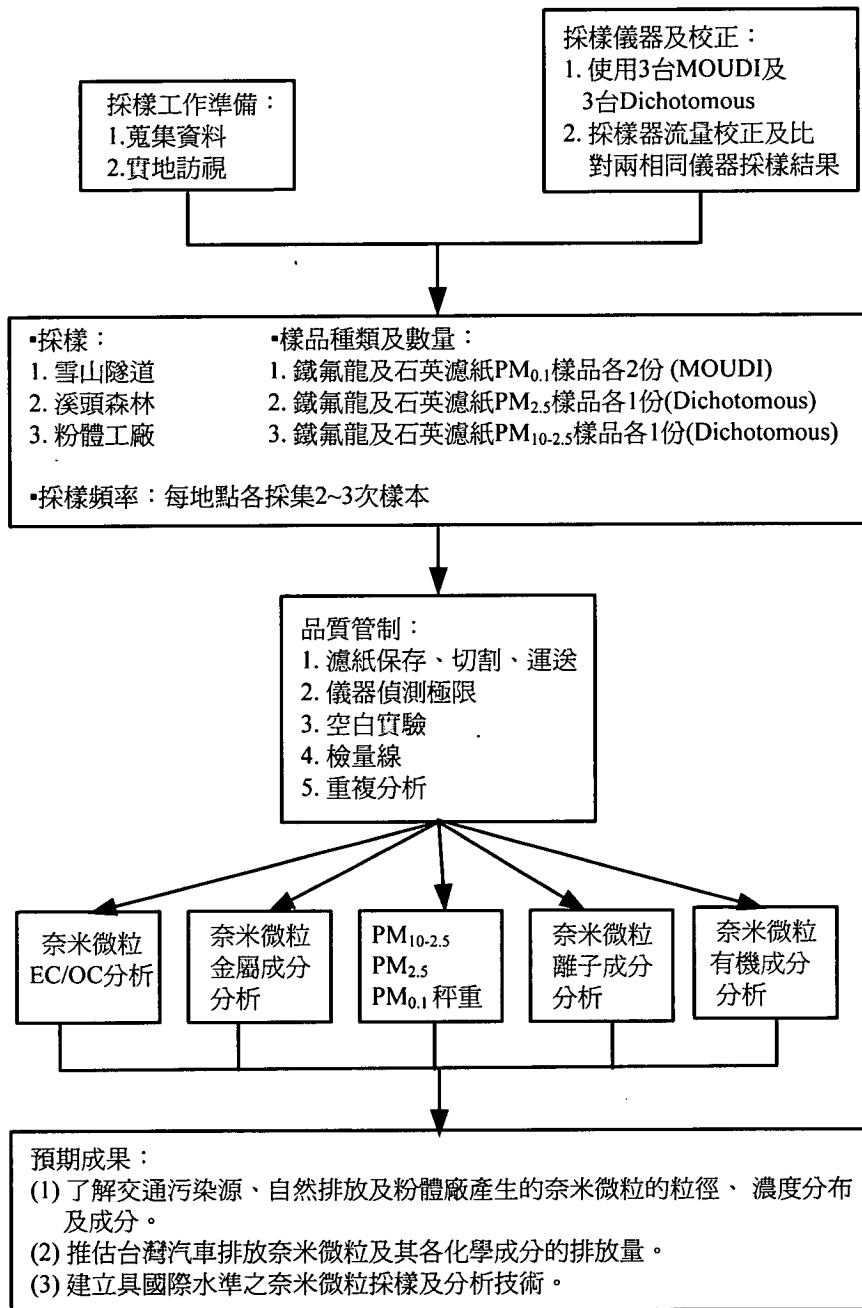 採樣工作準備：
1.蒐集資料
2.實地訪視
採樣儀器及校正：
1. 使用3台MOUDI及
3台Dichotomous
2. 採樣器流量校正及比
對兩相同儀器採樣結果
▪採樣：
1. 雪山隧道
2. 溪頭森林
3. 粉體工廠
▪樣品種類及數量：
1. 鐵氟龍及石英濾紙PM0.1樣品各2份 (MOUDI)
2. 鐵氟龍及石英濾紙PM2.5樣品各1份(Dichotomous)
3. 鐵氟龍及石英濾紙PM10-2.5樣品各1份(Dichotomous)
▪採樣頻率：每地點各採集2~3次樣本
品質管制：
1. 濾紙保存、切割、運送
2. 儀器偵測極限
3. 空白實驗
4. 檢量線
5. 重複分析
奈米微粒
EC/OC分析
奈米微粒
金屬成分
分析
PM10-2.5
PM2.5
PM0.1 秤重
奈米微粒
離子成分
分析
奈米微粒
有機成分
分析
預期成果：
(1) 了解交通污染源、自然排放及粉體廠產生的奈米微粒的粒徑、 濃度分布
及成分。
(2) 推估台灣汽車排放奈米微粒及其各化學成分的排放量。
(3) 建立具國際水準之奈米微粒採樣及分析技術。